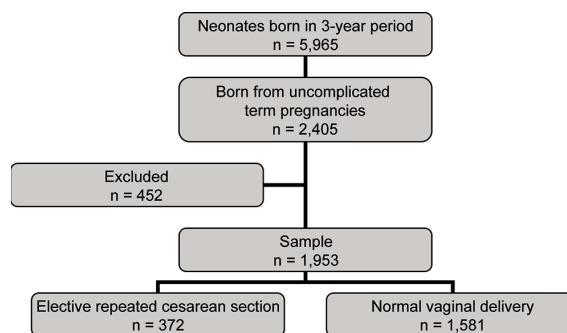 Neonates born in 3-year period
n = 5,965
Born from uncomplicated
term pregnancies
n = 2,405
Excluded
n = 452
Sample
n = 1,953
Elective repeated cesarean section
n = 372
Normal vaginal delivery
n = 1,581